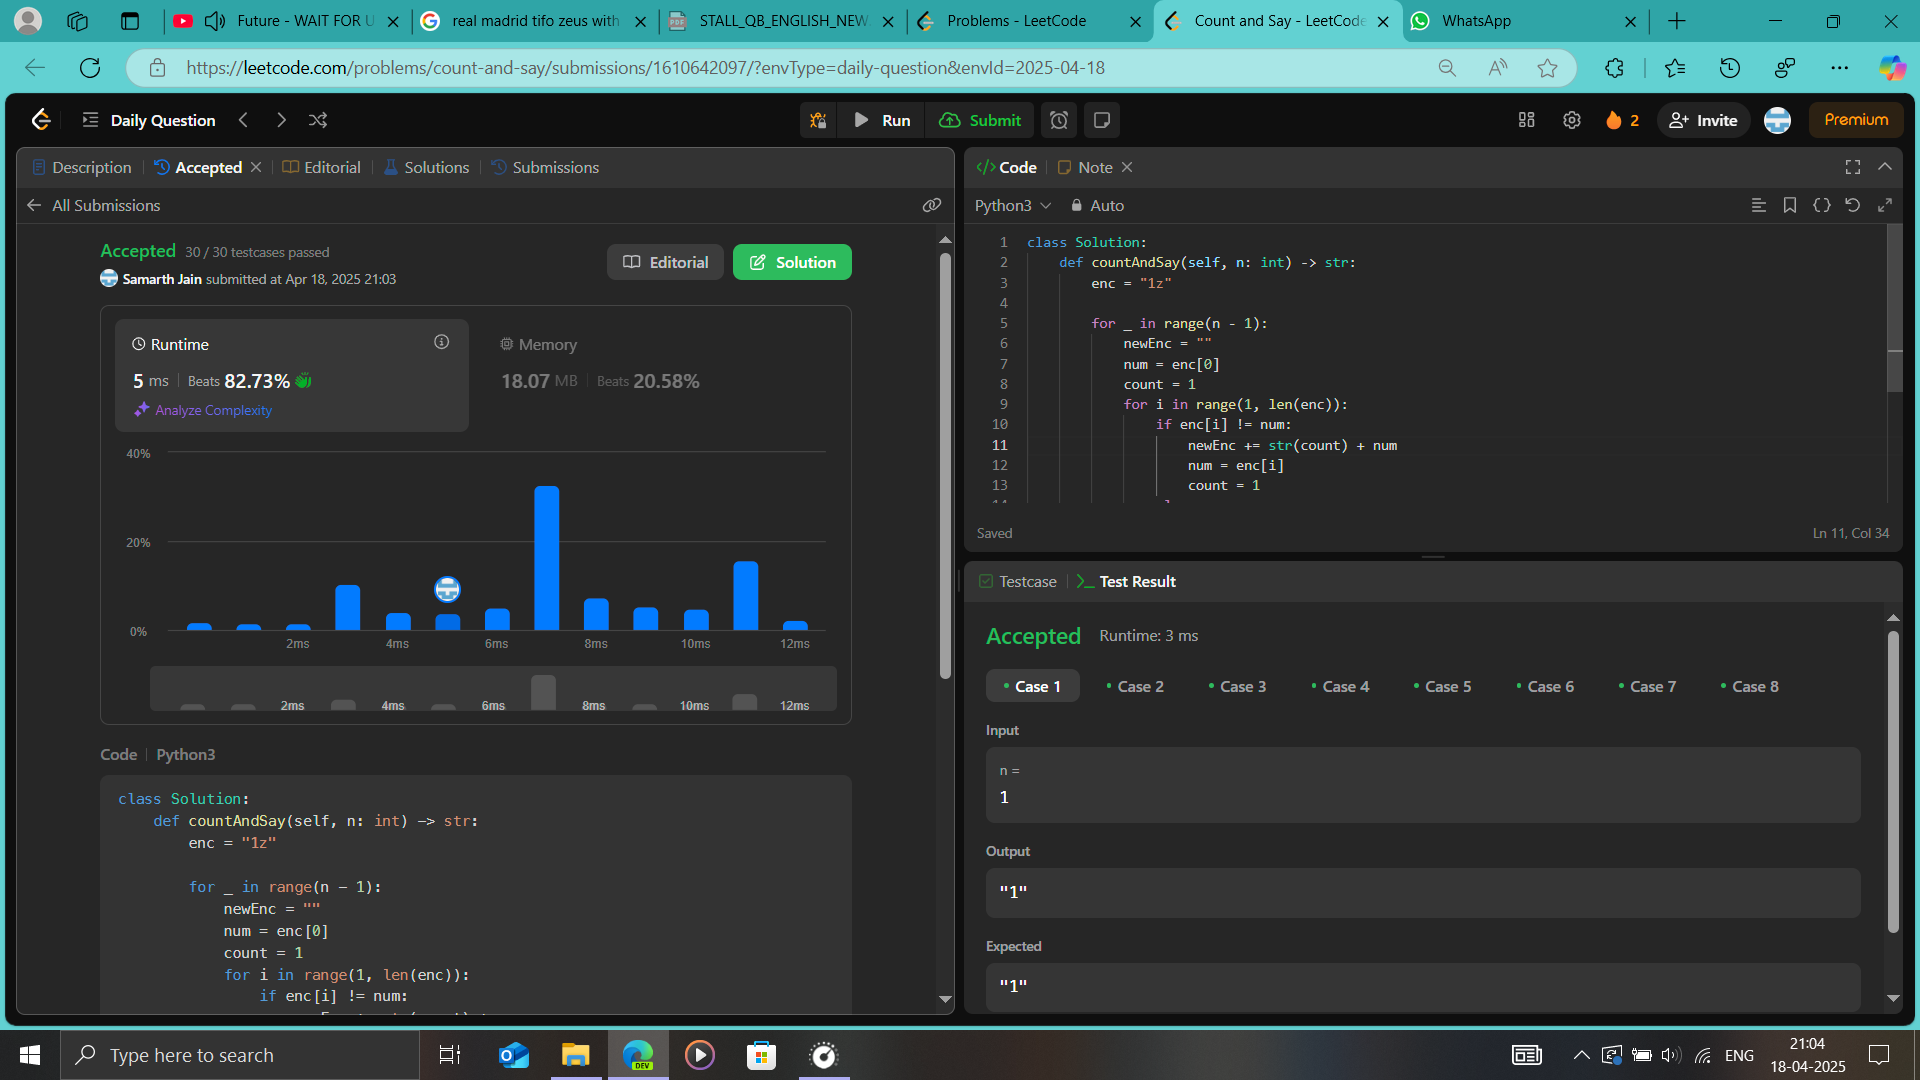 Future - WAIT FOR U
real madrid tifo zeus with
STALL_QB_ENGLISH_NEW
Problems - LeetCode
Count and Say - LeetCode
WhatsApp
https://leetcode.com/problems/count-and-say/submissions/1610642097/?envType=daily-question&envId=2025-04-18
Daily Question
Run
Submit
2
Invite
Premium
Description
Accepted
Editorial
Solutions
Submissions
All Submissions
Accepted 30 / 30 testcases passed
Samarth Jain submitted at Apr 18, 2025 21:03
Editorial
Solution
Runtime
5 ms
Beats 82.73%
Analyze Complexity
Memory
18.07 MB
Beats 20.58%
40%
20%
0%
2ms 4ms 6ms 8ms 10ms 12ms
2ms 4ms 6ms 8ms 10ms 12ms
Code
Python3
class Solution:
def countAndSay(self, n: int) -> str:
enc = "1z"
for _ in range(n - 1):
newEnc = ""
num = enc[0]
count = 1
for i in range(1, len(enc)):
if enc[i] != num:
Code
Note
Python3
Auto
1 class Solution:
2 def countAndSay(self, n: int) -> str:
3 enc = "1z"
4
5 for _ in range(n - 1):
6 newEnc = ""
7 num = enc[0]
8 count = 1
9 for i in range(1, len(enc)):
10 if enc[i] != num:
11 newEnc += str(count) + num
12 num = enc[i]
13 count = 1
Saved
Ln 11, Col 34
Testcase
Test Result
Accepted Runtime: 3 ms
Case 1 Case 2 Case 3 Case 4 Case 5 Case 6 Case 7 Case 8
Input
n =
1
Output
"1"
Expected
"1"
Type here to search
DEV
ENG
21:04
18-04-2025